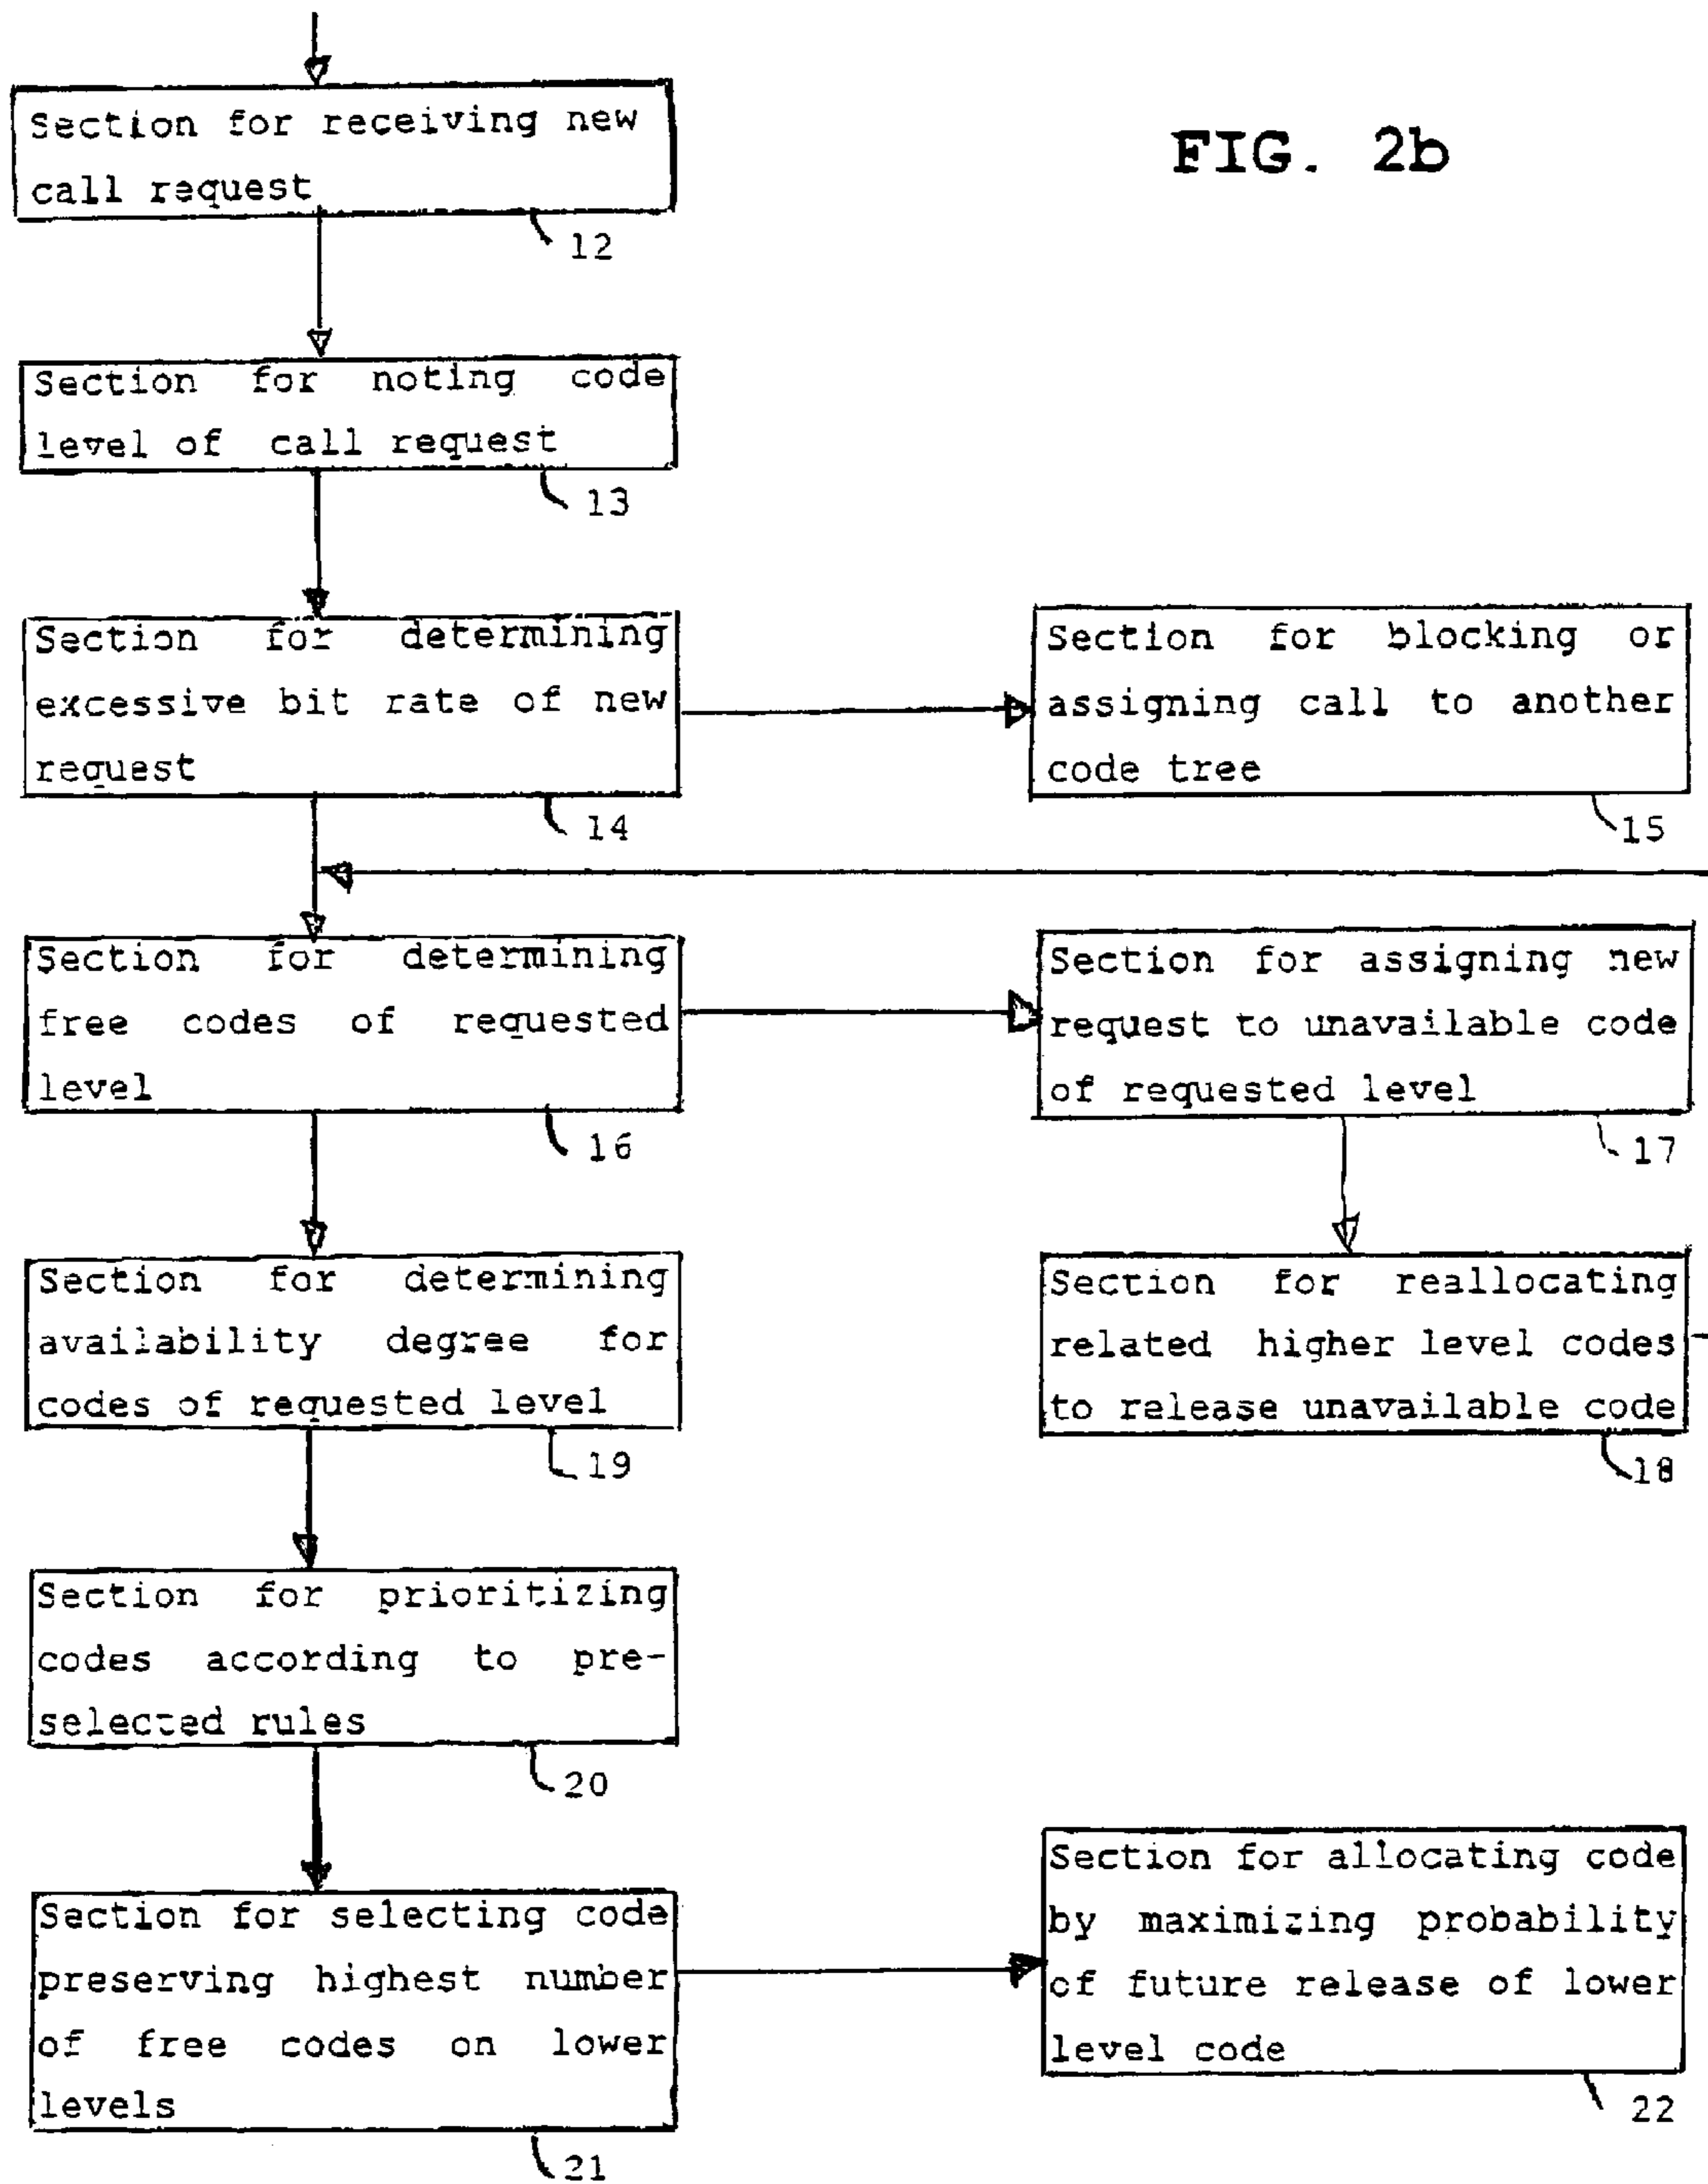 FIG. 2b
Section for receiving new
call request
12
Section for noting code
level of call request
13
Section for determining
excessive bit rate of new
request
14
Section for blocking or
assigning call to another
code tree
15
Section for determining
free codes of requested
level
16
Section for assigning new
request to unavailable code
of requested level
17
Section for determining
availability degree for
codes of requested level
19
Section for reallocating
related higher level codes
to release unavailable code
18
Section for prioritizing
codes according to pre-
selected rules
20
Section for selecting code
preserving highest number
of free codes on lower
levels
21
Section for allocating code
by maximizing probability
of future release of lower
level code
22